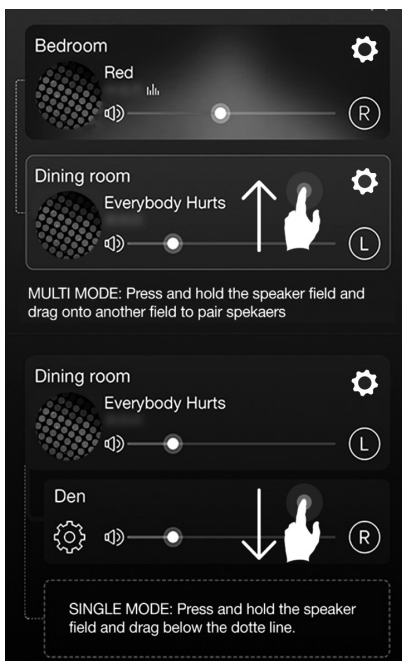 Bedroom
Red
R
Dining room
Everybody Hurts
L
MULTI MODE: Press and hold the speaker field and
drag onto another field to pair spekaers
Dining room
Everybody Hurts
L
Den
R
SINGLE MODE: Press and hold the speaker
field and drag below the dotte line.